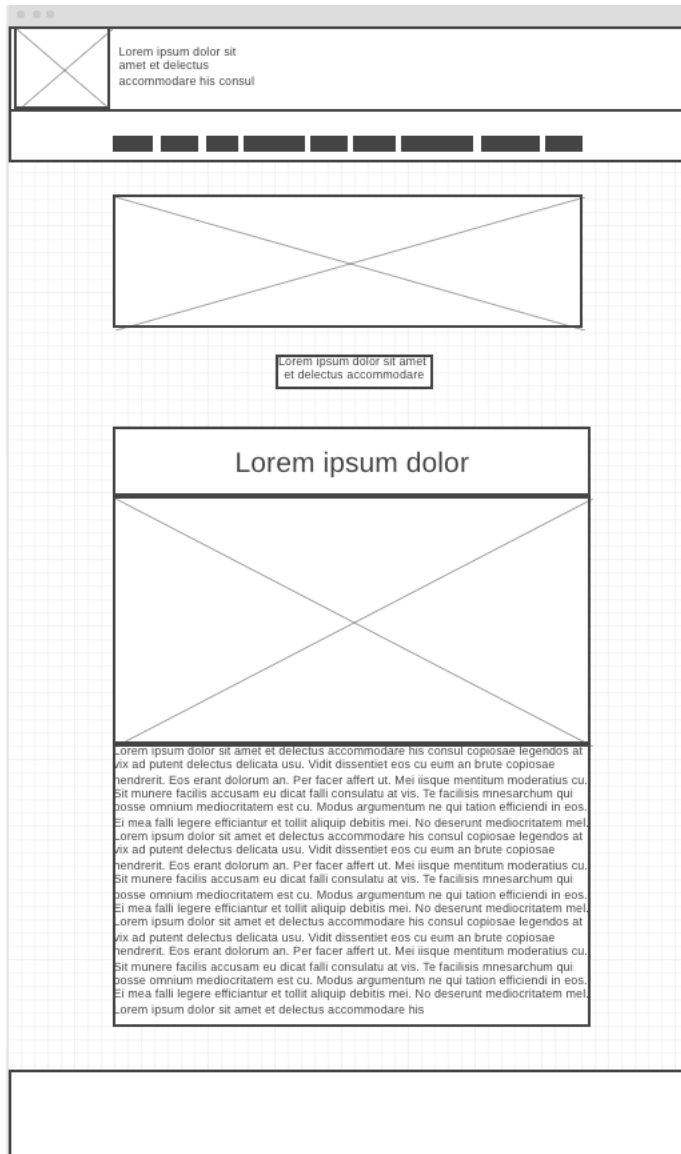 Lorem ipsum dolor sit
amet et delectus
accommodare his consul
Lorem ipsum dolor sit amet
et delectus accommodare
Lorem ipsum dolor
Lorem ipsum dolor sit amet et delectus accommodare his consul copiosae legendos at
vix ad putent delectus delicata usu. Vidit dissentiet eos cu eum an brute copiosae
hendrerit. Eos erant dolorum an. Per facer affert ut. Mei iisque mentitum moderatius cu.
Sit munere facilis accusam eu dicat falli consulatu at vis. Te facilisis mnesarchum qui
posse omnium mediocritatem est cu. Modus argumentum ne qui tation efficiendi in eos.
Ei mea falli legere efficiantur et tollit aliquip debitis mei. No deserunt mediocritatem mel.
Lorem ipsum dolor sit amet et delectus accommodare his consul copiosae legendos at
vix ad putent delectus delicata usu. Vidit dissentiet eos cu eum an brute copiosae
hendrerit. Eos erant dolorum an. Per facer affert ut. Mei iisque mentitum moderatius cu.
Sit munere facilis accusam eu dicat falli consulatu at vis. Te facilisis mnesarchum qui
posse omnium mediocritatem est cu. Modus argumentum ne qui tation efficiendi in eos.
Ei mea falli legere efficiantur et tollit aliquip debitis mei. No deserunt mediocritatem mel.
Lorem ipsum dolor sit amet et delectus accommodare his consul copiosae legendos at
vix ad putent delectus delicata usu. Vidit dissentiet eos cu eum an brute copiosae
hendrerit. Eos erant dolorum an. Per facer affert ut. Mei iisque mentitum moderatius cu.
Sit munere facilis accusam eu dicat falli consulatu at vis. Te facilisis mnesarchum qui
posse omnium mediocritatem est cu. Modus argumentum ne qui tation efficiendi in eos.
Ei mea falli legere efficiantur et tollit aliquip debitis mei. No deserunt mediocritatem mel.
Lorem ipsum dolor sit amet et delectus accommodare his